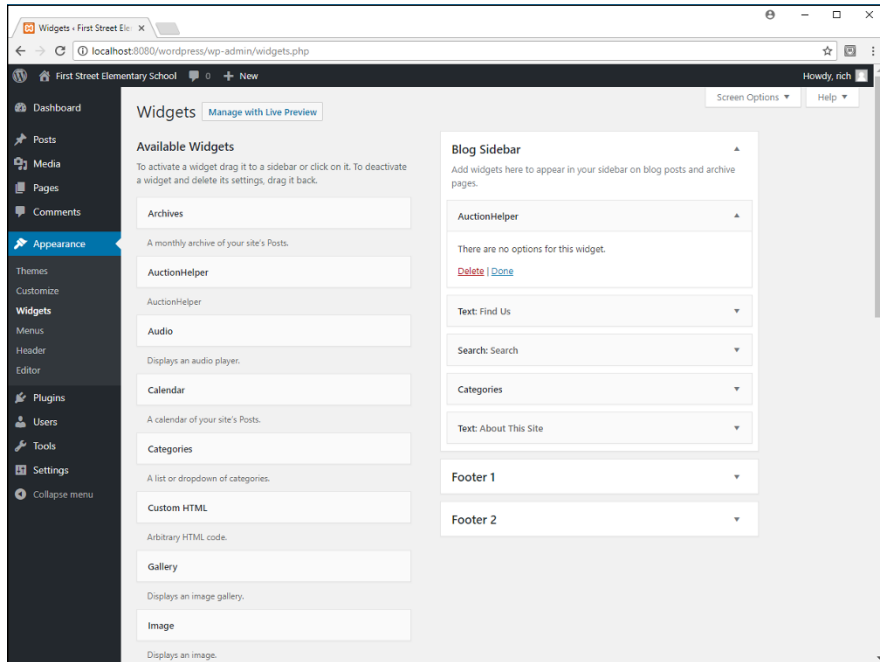 Widgets ‹ First Street Ele
localhost:8080/wordpress/wp-admin/widgets.php
First Street Elementary School 0 + New Howdy, rich
Screen Options Help
Dashboard
Posts
Media
Pages
Comments
Appearance
Themes
Customize
Widgets
Menus
Header
Editor
Plugins
Users
Tools
Settings
Collapse menu
Widgets Manage with Live Preview
Available Widgets
To activate a widget drag it to a sidebar or click on it. To deactivate
a widget and delete its settings, drag it back.
Archives
A monthly archive of your site's Posts.
AuctionHelper
AuctionHelper
Audio
Displays an audio player.
Calendar
A calendar of your site's Posts.
Categories
A list or dropdown of categories.
Custom HTML
Arbitrary HTML code.
Gallery
Displays an image gallery.
Image
Displays an image.
Blog Sidebar
Add widgets here to appear in your sidebar on blog posts and archive
pages.
AuctionHelper
There are no options for this widget.
Delete | Done
Text: Find Us
Search: Search
Categories
Text: About This Site
Footer 1
Footer 2